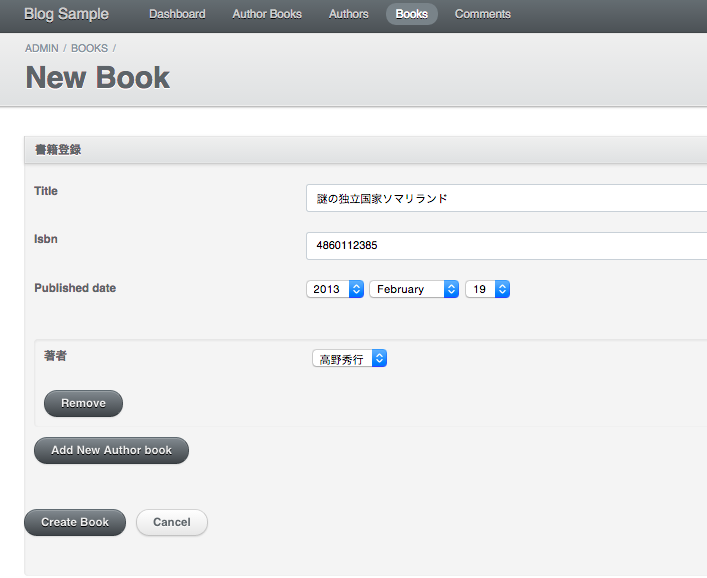 Blog Sample Dashboard Author Books Authors Books Comments
ADMIN / BOOKS /
New Book
書籍登録
Title 謎の独立国家ソマリランド
Isbn 4860112385
Published date 2013 February 19
著者 高野秀行
Remove
Add New Author book
Create Book Cancel